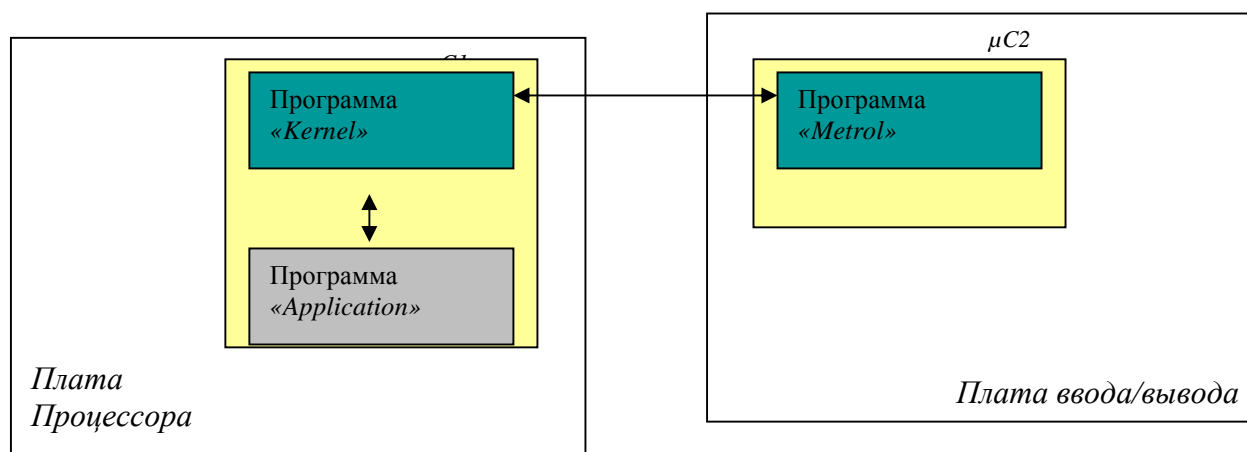 µC2
Программа
«Kernel»
Программа
«Metrol»
Программа
«Application»
Плата
Процессора
Плата ввода/вывода